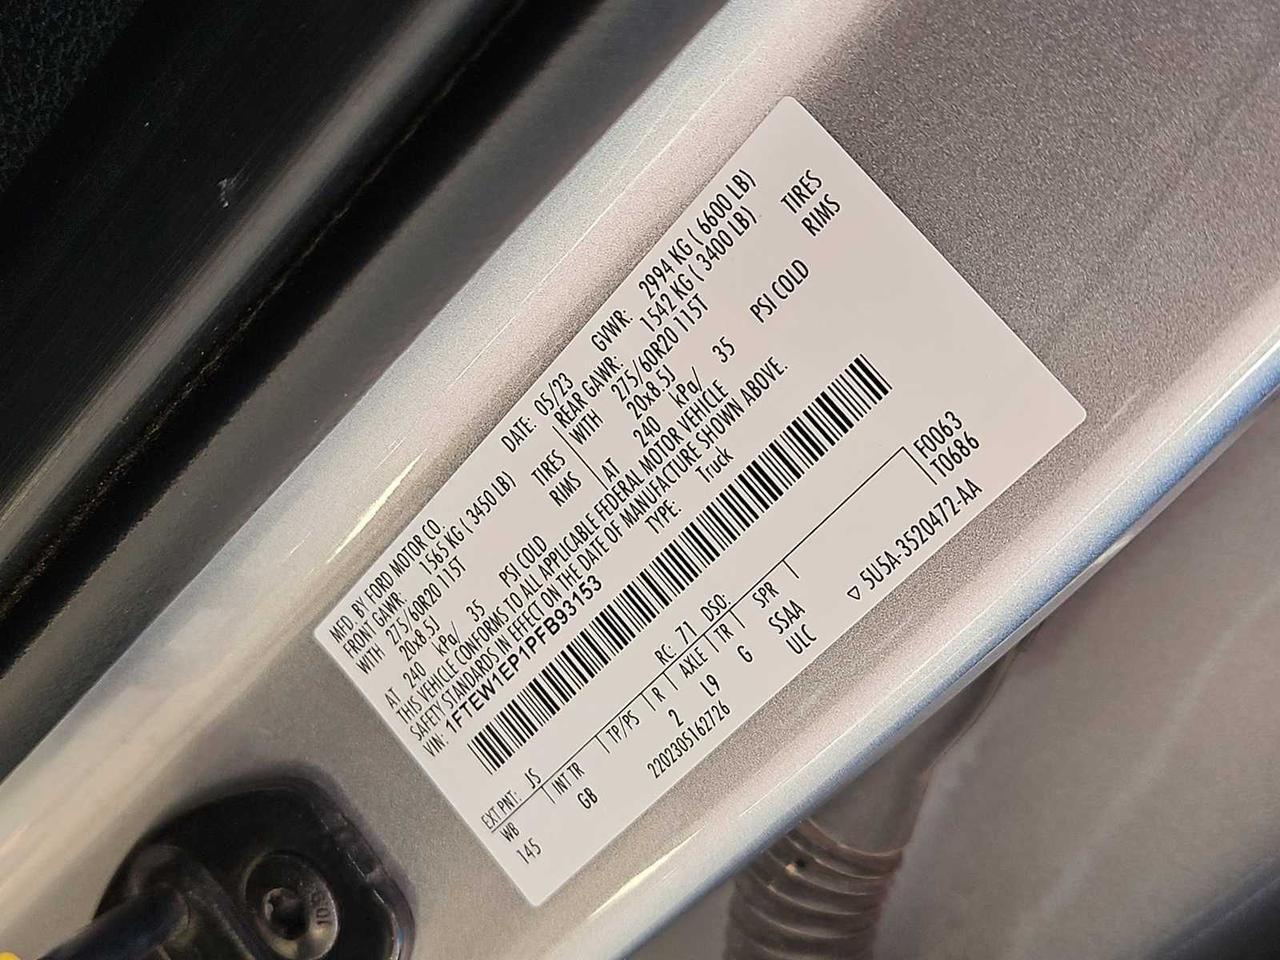 MFD. BY FORD MOTOR CO. DATE: 05/23 GVWR: 2994 KG ( 6600 LB)
FRONT GAWR: 1565 KG ( 3450 LB) REAR GAWR: 1542 KG ( 3400 LB)
WITH 275/60R20 115T TIRES WITH 275/60R20 115T TIRES
20x8.5J RIMS 20x8.5J RIMS
AT 240 kPa/ 35 PSI COLD AT 240 kPa/ 35 PSI COLD
THIS VEHICLE CONFORMS TO ALL APPLICABLE FEDERAL MOTOR VEHICLE
SAFETY STANDARDS IN EFFECT ON THE DATE OF MANUFACTURE SHOWN ABOVE.
VIN: 1FTEW1EP1PFB93153 TYPE: Truck
EXT PNT: JS RC: 71 DSO: F0063
WB INT TR TP/PS R AXLE TR SPR T0686
145 GB 2 L9 G SSAA
2202305162726 ULC ▽ 5U5A-3520472-AA